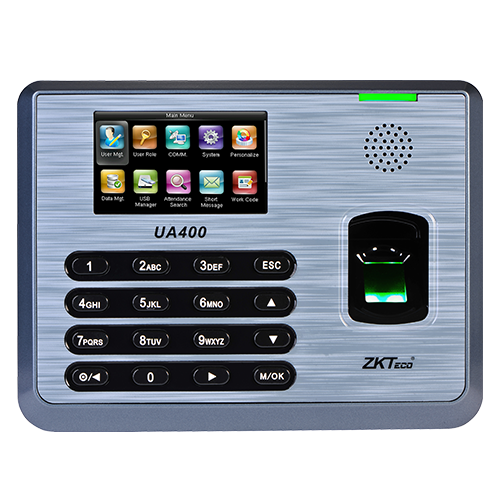 Main Menu
User Mgt. User Role COMM. System Personalize
Data Mgt. USB Manager Attendance Search Short Message Work Code
UA400
1 2ABC 3DEF ESC
4GHI 5JKL 6MNO ▲
7PQRS 8TUV 9WXYZ ▼
⊙/◀ 0 ▶ M/OK
ZKTECO